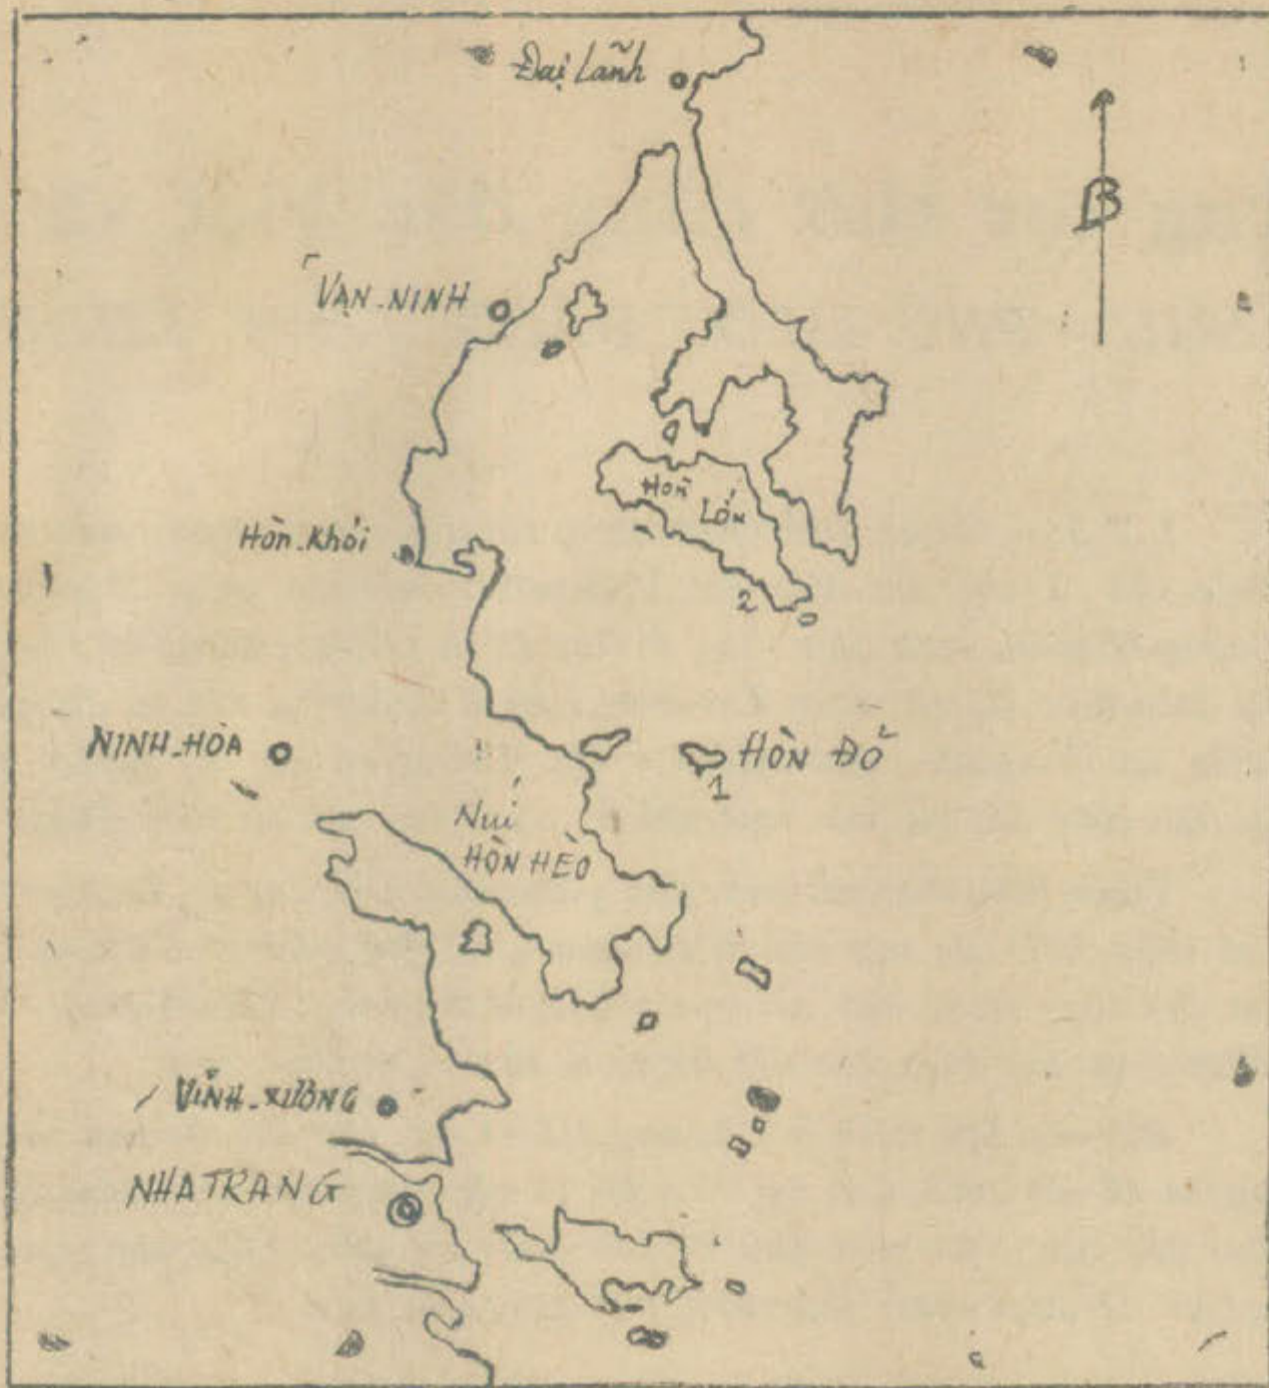 Đại Lãnh
B
VẠN-NINH
Hòn
Lớn
Hòn-Khói
2
NINH-HÒA
HÒN ĐỎ
1
Núi
HÒN HÈO
VĨNH-XƯƠNG
NHATRANG